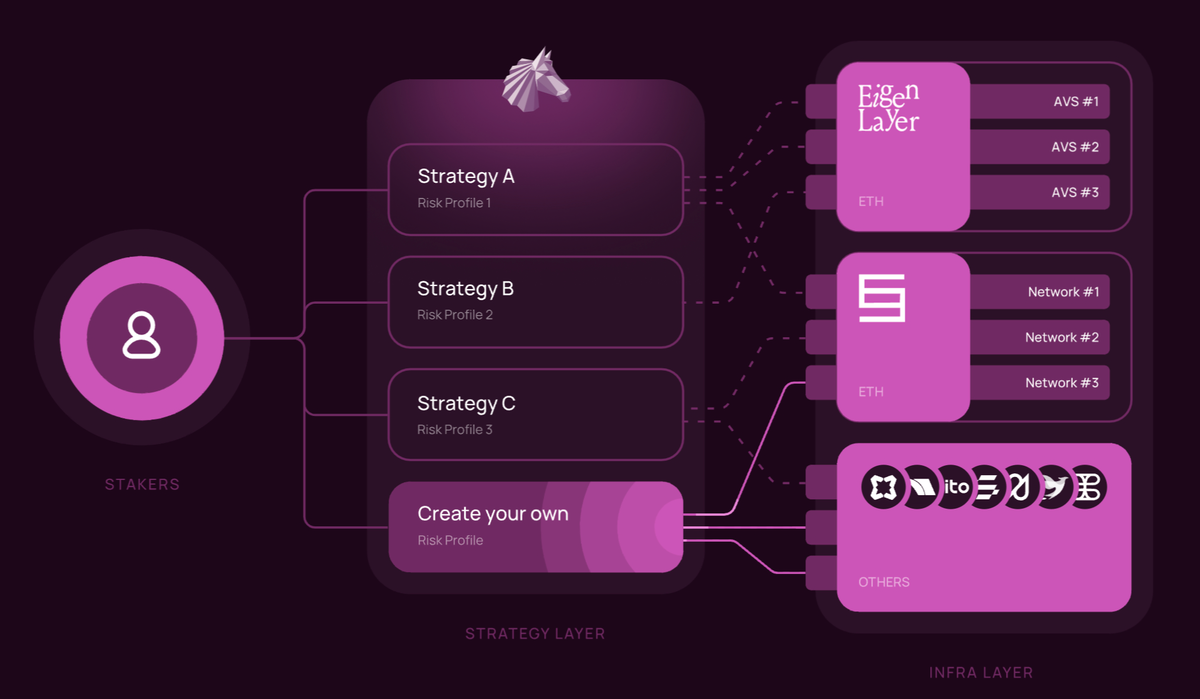 STAKERS
Strategy A
Risk Profile 1
Strategy B
Risk Profile 2
Strategy C
Risk Profile 3
Create your own
Risk Profile
STRATEGY LAYER
Eigen
Layer
ETH
AVS #1
AVS #2
AVS #3
ETH
Network #1
Network #2
Network #3
ito
OTHERS
INFRA LAYER